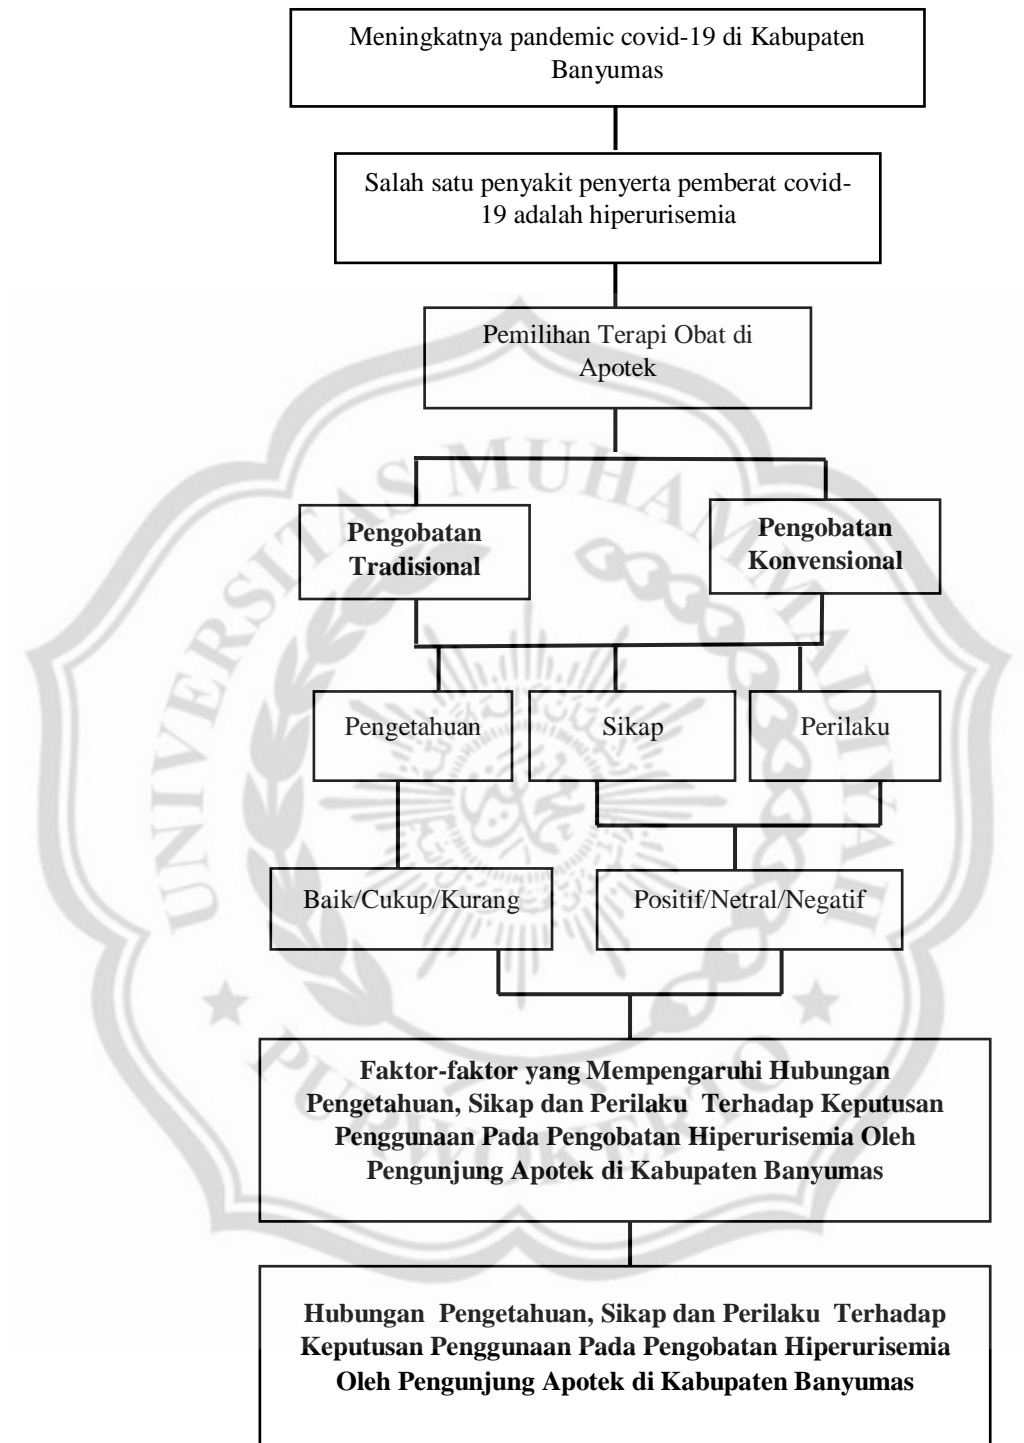 Meningkatnya pandemic covid-19 di Kabupaten
Banyumas
Salah satu penyakit penyerta pemberat covid-
19 adalah hiperurisemia
Pemilihan Terapi Obat di
Apotek
Pengobatan
Tradisional
Pengobatan
Konvensional
Pengetahuan
Sikap
Perilaku
Baik/Cukup/Kurang
Positif/Netral/Negatif
Faktor-faktor yang Mempengaruhi Hubungan
Pengetahuan, Sikap dan Perilaku Terhadap Keputusan
Penggunaan Pada Pengobatan Hiperurisemia Oleh
Pengunjung Apotek di Kabupaten Banyumas
Hubungan Pengetahuan, Sikap dan Perilaku Terhadap
Keputusan Penggunaan Pada Pengobatan Hiperurisemia
Oleh Pengunjung Apotek di Kabupaten Banyumas
UNIVERSITAS MUHAMMADIYAH
PURWOKERTO